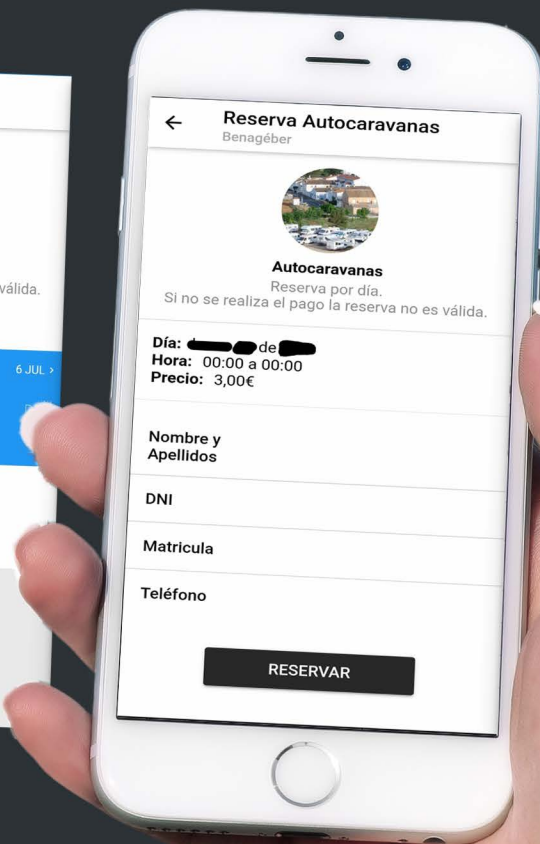 válida.
6 JUL >
Reserva Autocaravanas
Benagéber
Autocaravanas
Reserva por día.
Si no se realiza el pago la reserva no es válida.
Día: de
Hora: 00:00 a 00:00
Precio: 3,00€
Nombre y
Apellidos
DNI
Matricula
Teléfono
RESERVAR